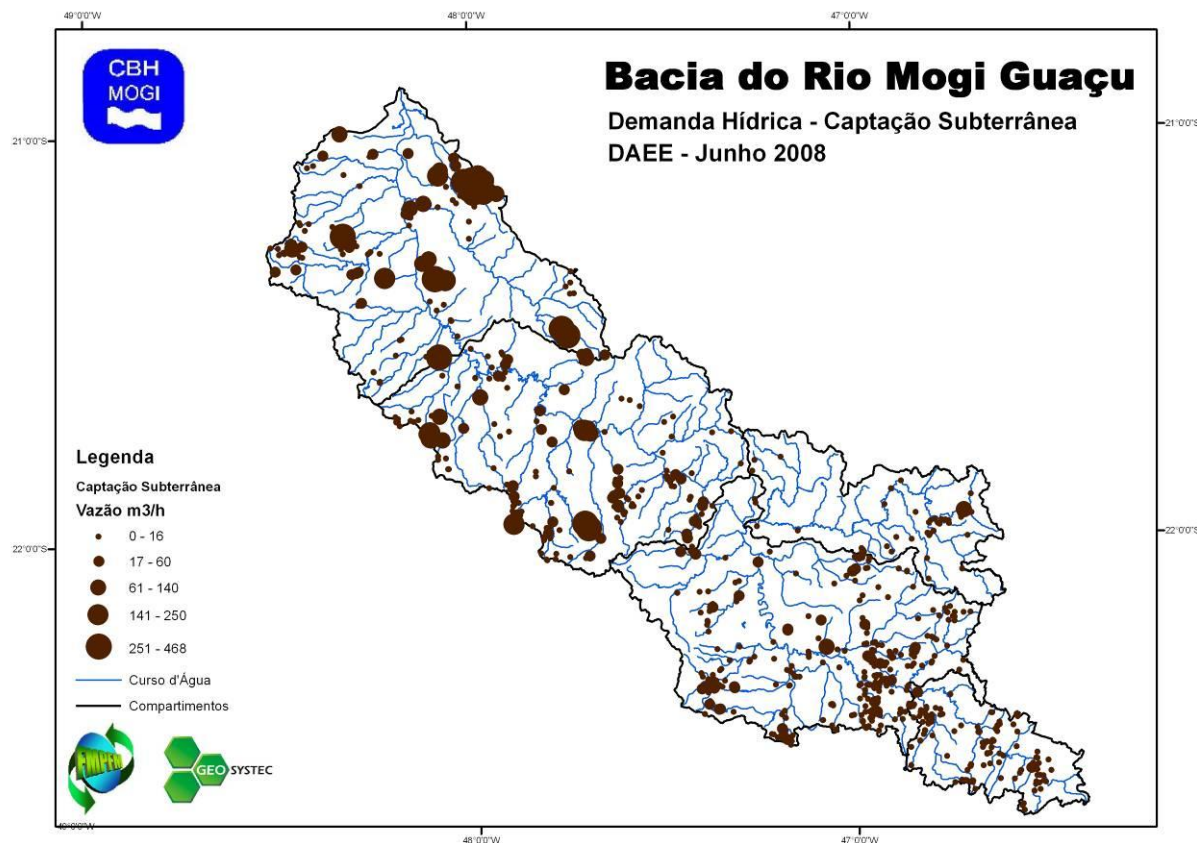 49°0'0"W
48°0'0"W
47°0'0"W
CBH
MOGI
Bacia do Rio Mogi Guaçu
Demanda Hídrica - Captação Subterrânea
DAEE - Junho 2008
21°0'0"S
21°0'0"S
Legenda
Captação Subterrânea
Vazão m3/h
0 - 16
17 - 60
61 - 140
141 - 250
251 - 468
Curso d'Água
Compartimentos
22°0'0"S
22°0'0"S
FMPFM
GEO SYSTEC
48°0'0"W
47°0'0"W